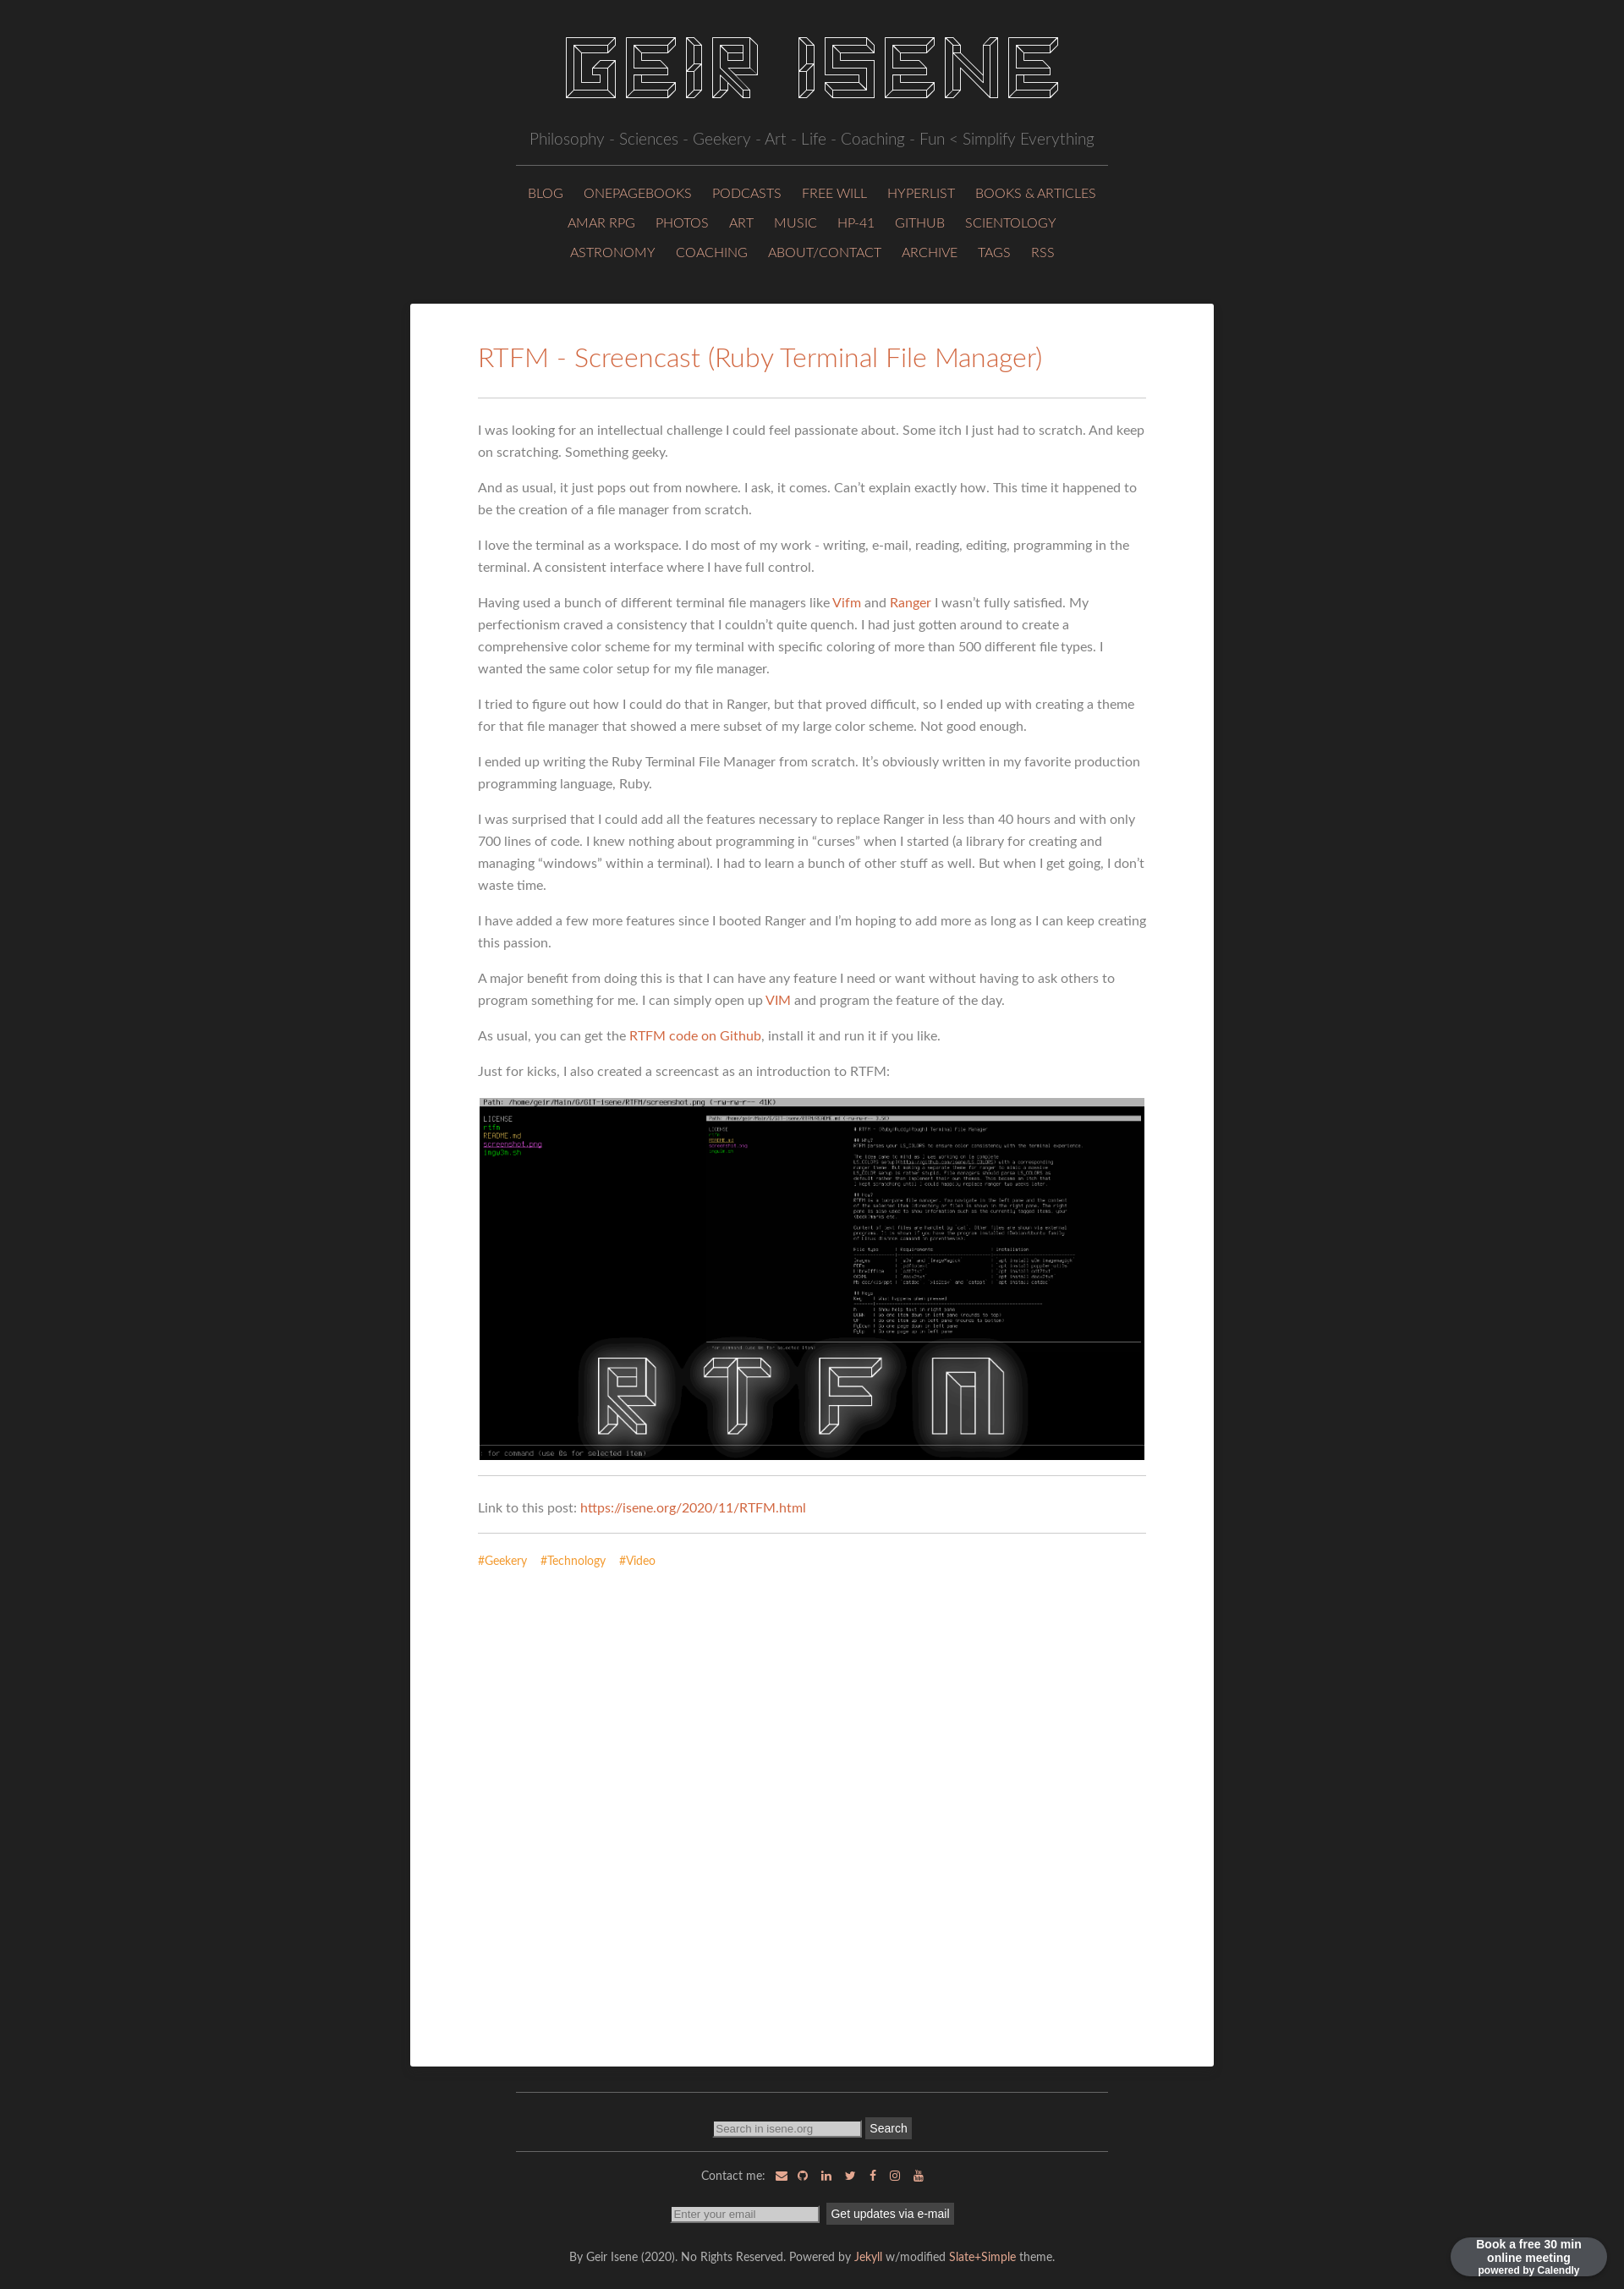 GEIR ISENE
Philosophy - Sciences - Geekery - Art - Life - Coaching - Fun < Simplify Everything
BLOG ONEPAGEBOOKS PODCASTS FREE WILL HYPERLIST BOOKS & ARTICLES
AMAR RPG PHOTOS ART MUSIC HP-41 GITHUB SCIENTOLOGY
ASTRONOMY COACHING ABOUT/CONTACT ARCHIVE TAGS RSS
RTFM - Screencast (Ruby Terminal File Manager)
I was looking for an intellectual challenge I could feel passionate about. Some itch I just had to scratch. And keep
on scratching. Something geeky.
And as usual, it just pops out from nowhere. I ask, it comes. Can’t explain exactly how. This time it happened to
be the creation of a file manager from scratch.
I love the terminal as a workspace. I do most of my work - writing, e-mail, reading, editing, programming in the
terminal. A consistent interface where I have full control.
Having used a bunch of different terminal file managers like Vifm and Ranger I wasn’t fully satisfied. My
perfectionism craved a consistency that I couldn’t quite quench. I had just gotten around to create a
comprehensive color scheme for my terminal with specific coloring of more than 500 different file types. I
wanted the same color setup for my file manager.
I tried to figure out how I could do that in Ranger, but that proved difficult, so I ended up with creating a theme
for that file manager that showed a mere subset of my large color scheme. Not good enough.
I ended up writing the Ruby Terminal File Manager from scratch. It’s obviously written in my favorite production
programming language, Ruby.
I was surprised that I could add all the features necessary to replace Ranger in less than 40 hours and with only
700 lines of code. I knew nothing about programming in “curses” when I started (a library for creating and
managing “windows” within a terminal). I had to learn a bunch of other stuff as well. But when I get going, I don’t
waste time.
I have added a few more features since I booted Ranger and I’m hoping to add more as long as I can keep creating
this passion.
A major benefit from doing this is that I can have any feature I need or want without having to ask others to
program something for me. I can simply open up VIM and program the feature of the day.
As usual, you can get the RTFM code on Github, install it and run it if you like.
Just for kicks, I also created a screencast as an introduction to RTFM:
Path: /home/geir/Main/G/GIT-isene/RTFM/screenshot.png (-rw-rw-r-- 41K)
LICENSE
rtfm
README.md
screenshot.png
imgw3m.sh
RTFM
: for command (use @s for selected item)
Link to this post: https://isene.org/2020/11/RTFM.html
#Geekery #Technology #Video
Search in isene.org Search
Contact me:
Enter your email Get updates via e-mail
By Geir Isene (2020). No Rights Reserved. Powered by Jekyll w/modified Slate+Simple theme.
Book a free 30 min
online meeting
powered by Calendly